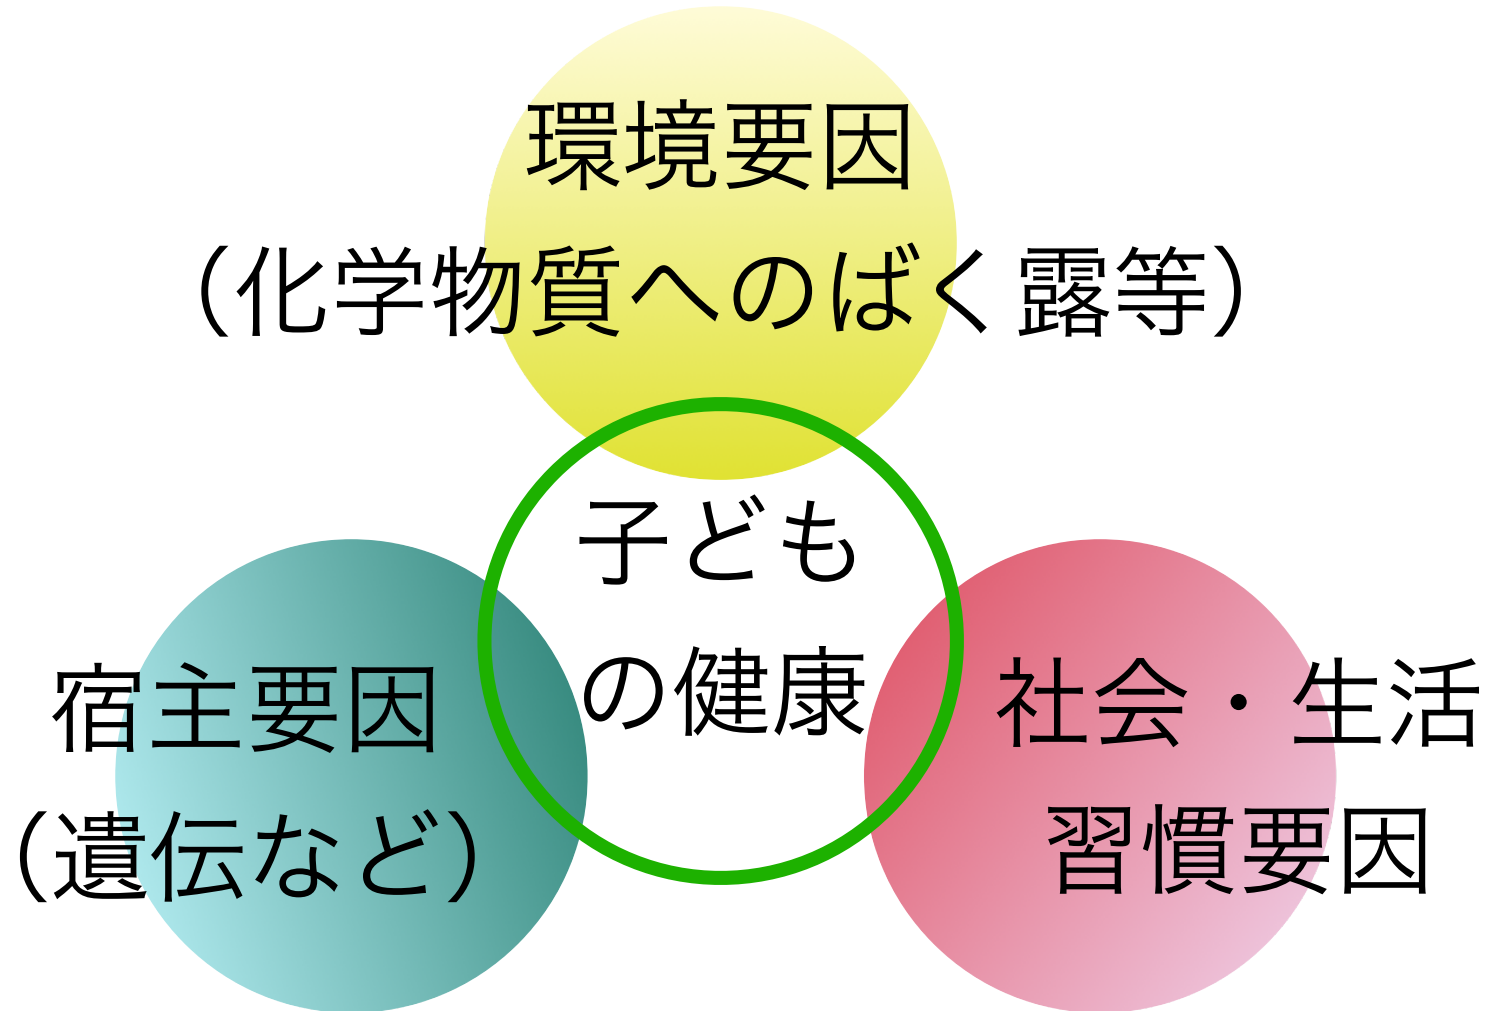 環境要因
（化学物質へのばく露等）
子ども
の健康
宿主要因
（遺伝など）
社会・生活
習慣要因